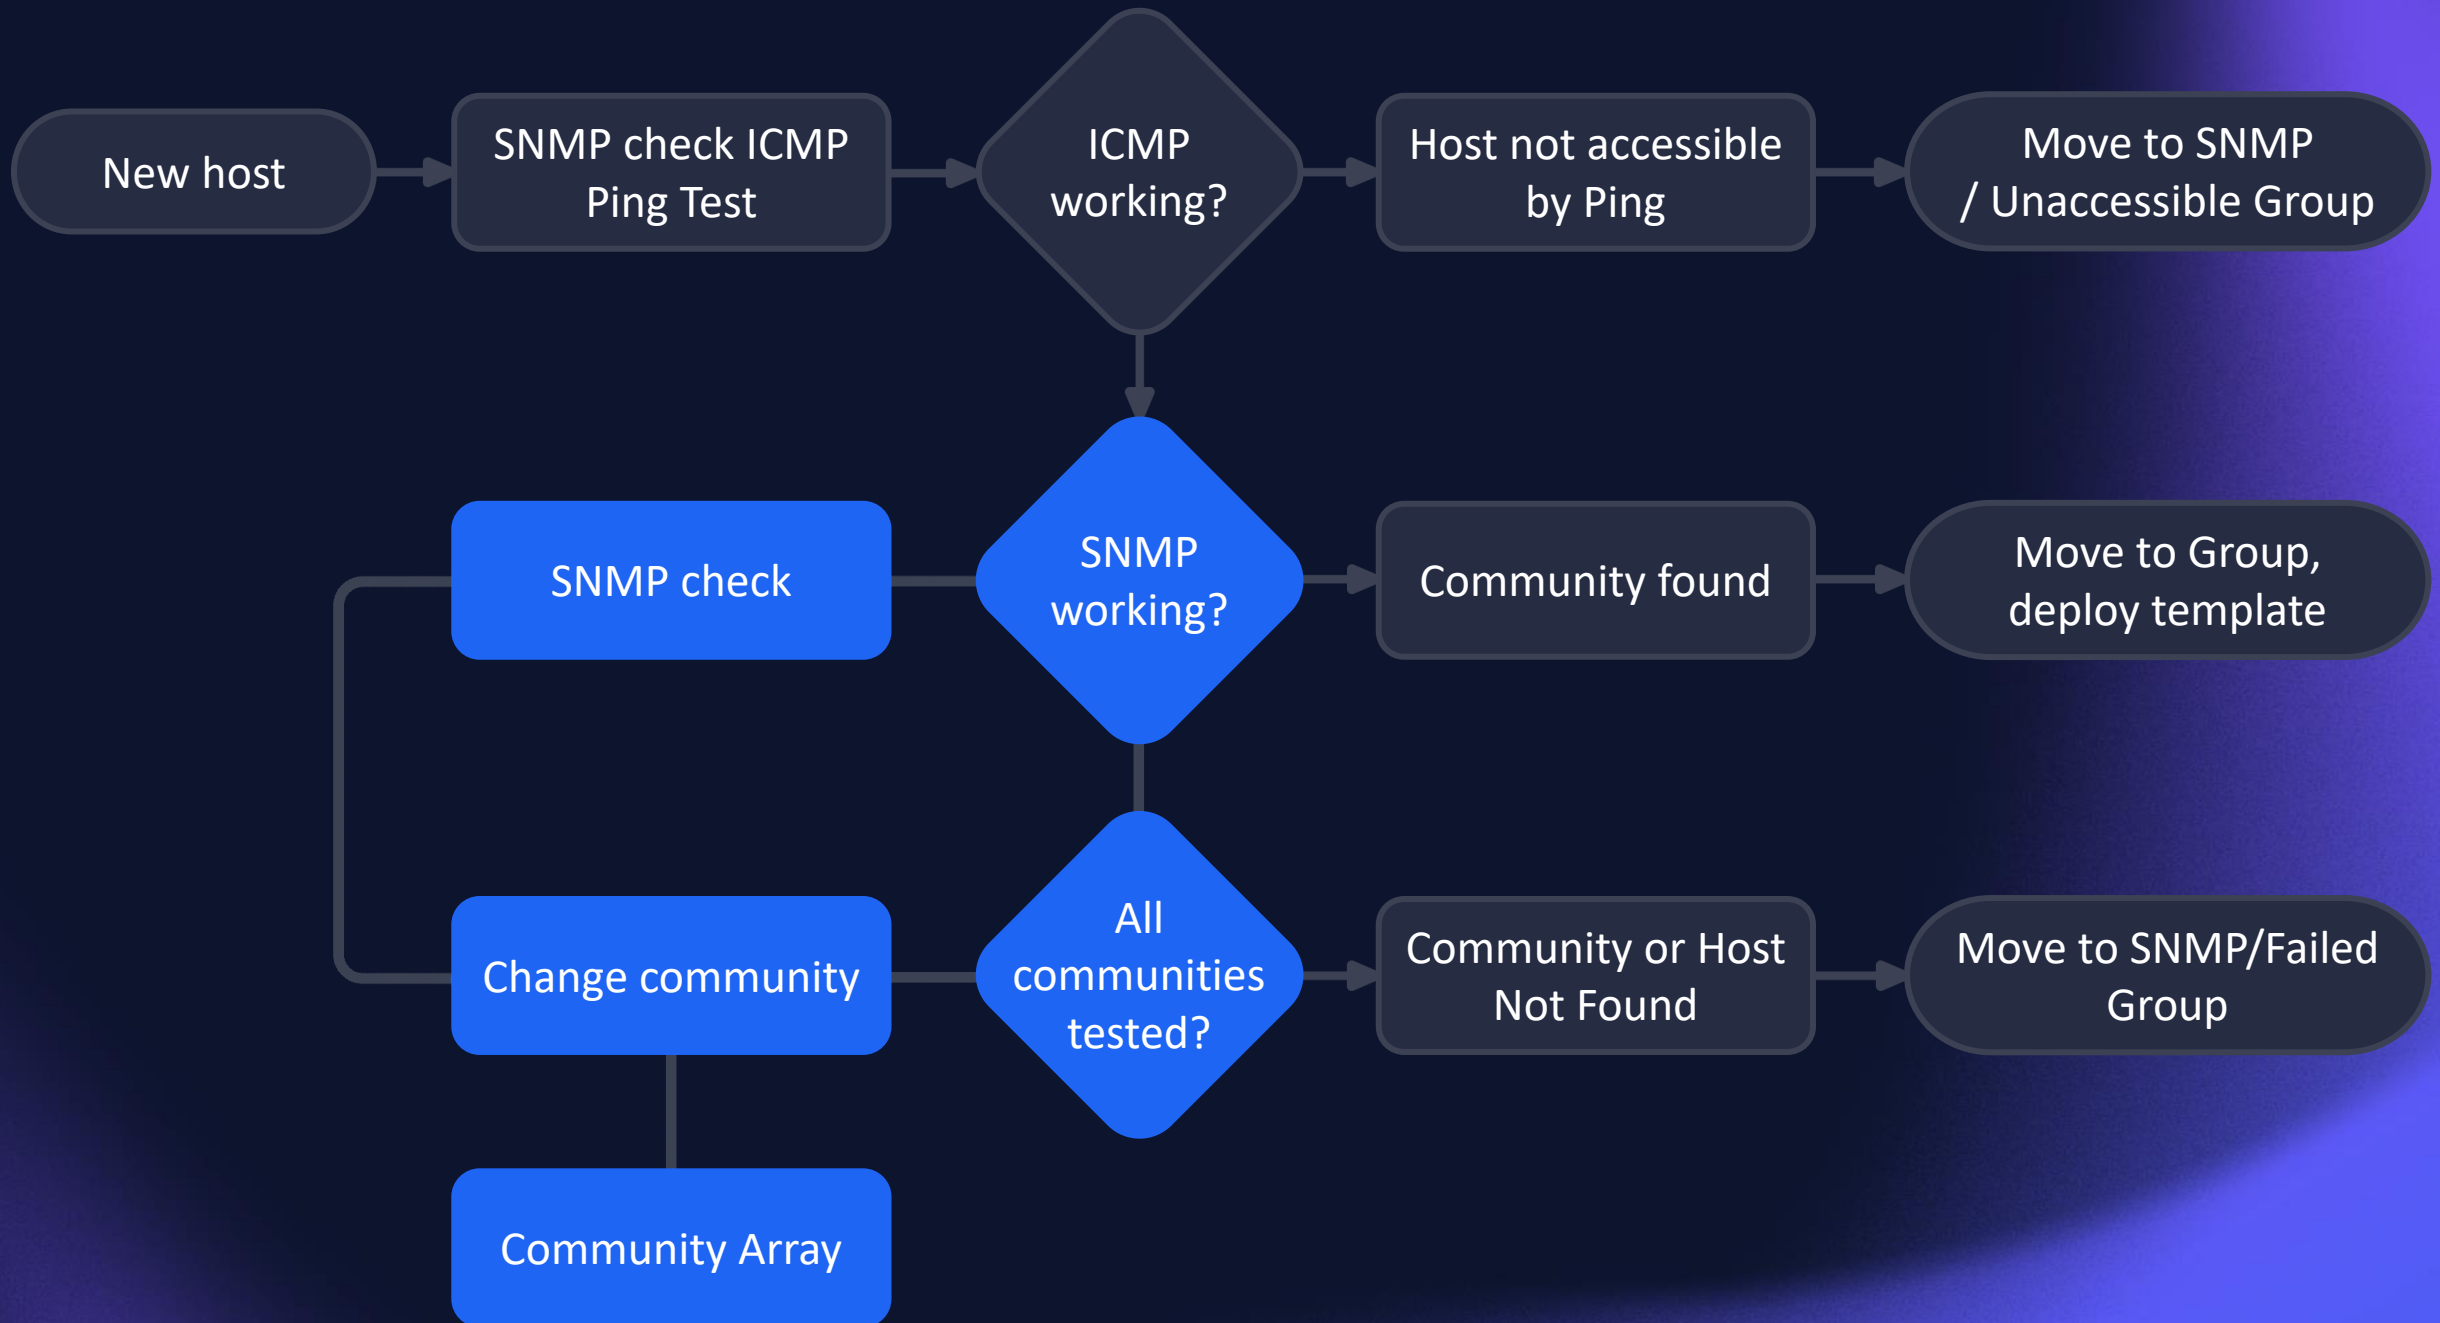 New host
SNMP check ICMP
Ping Test
ICMP
working?
Host not accessible
by Ping
Move to SNMP
/ Unaccessible Group
SNMP check
SNMP
working?
Community found
Move to Group,
deploy template
Change community
All
communities
tested?
Community or Host
Not Found
Move to SNMP/Failed
Group
Community Array